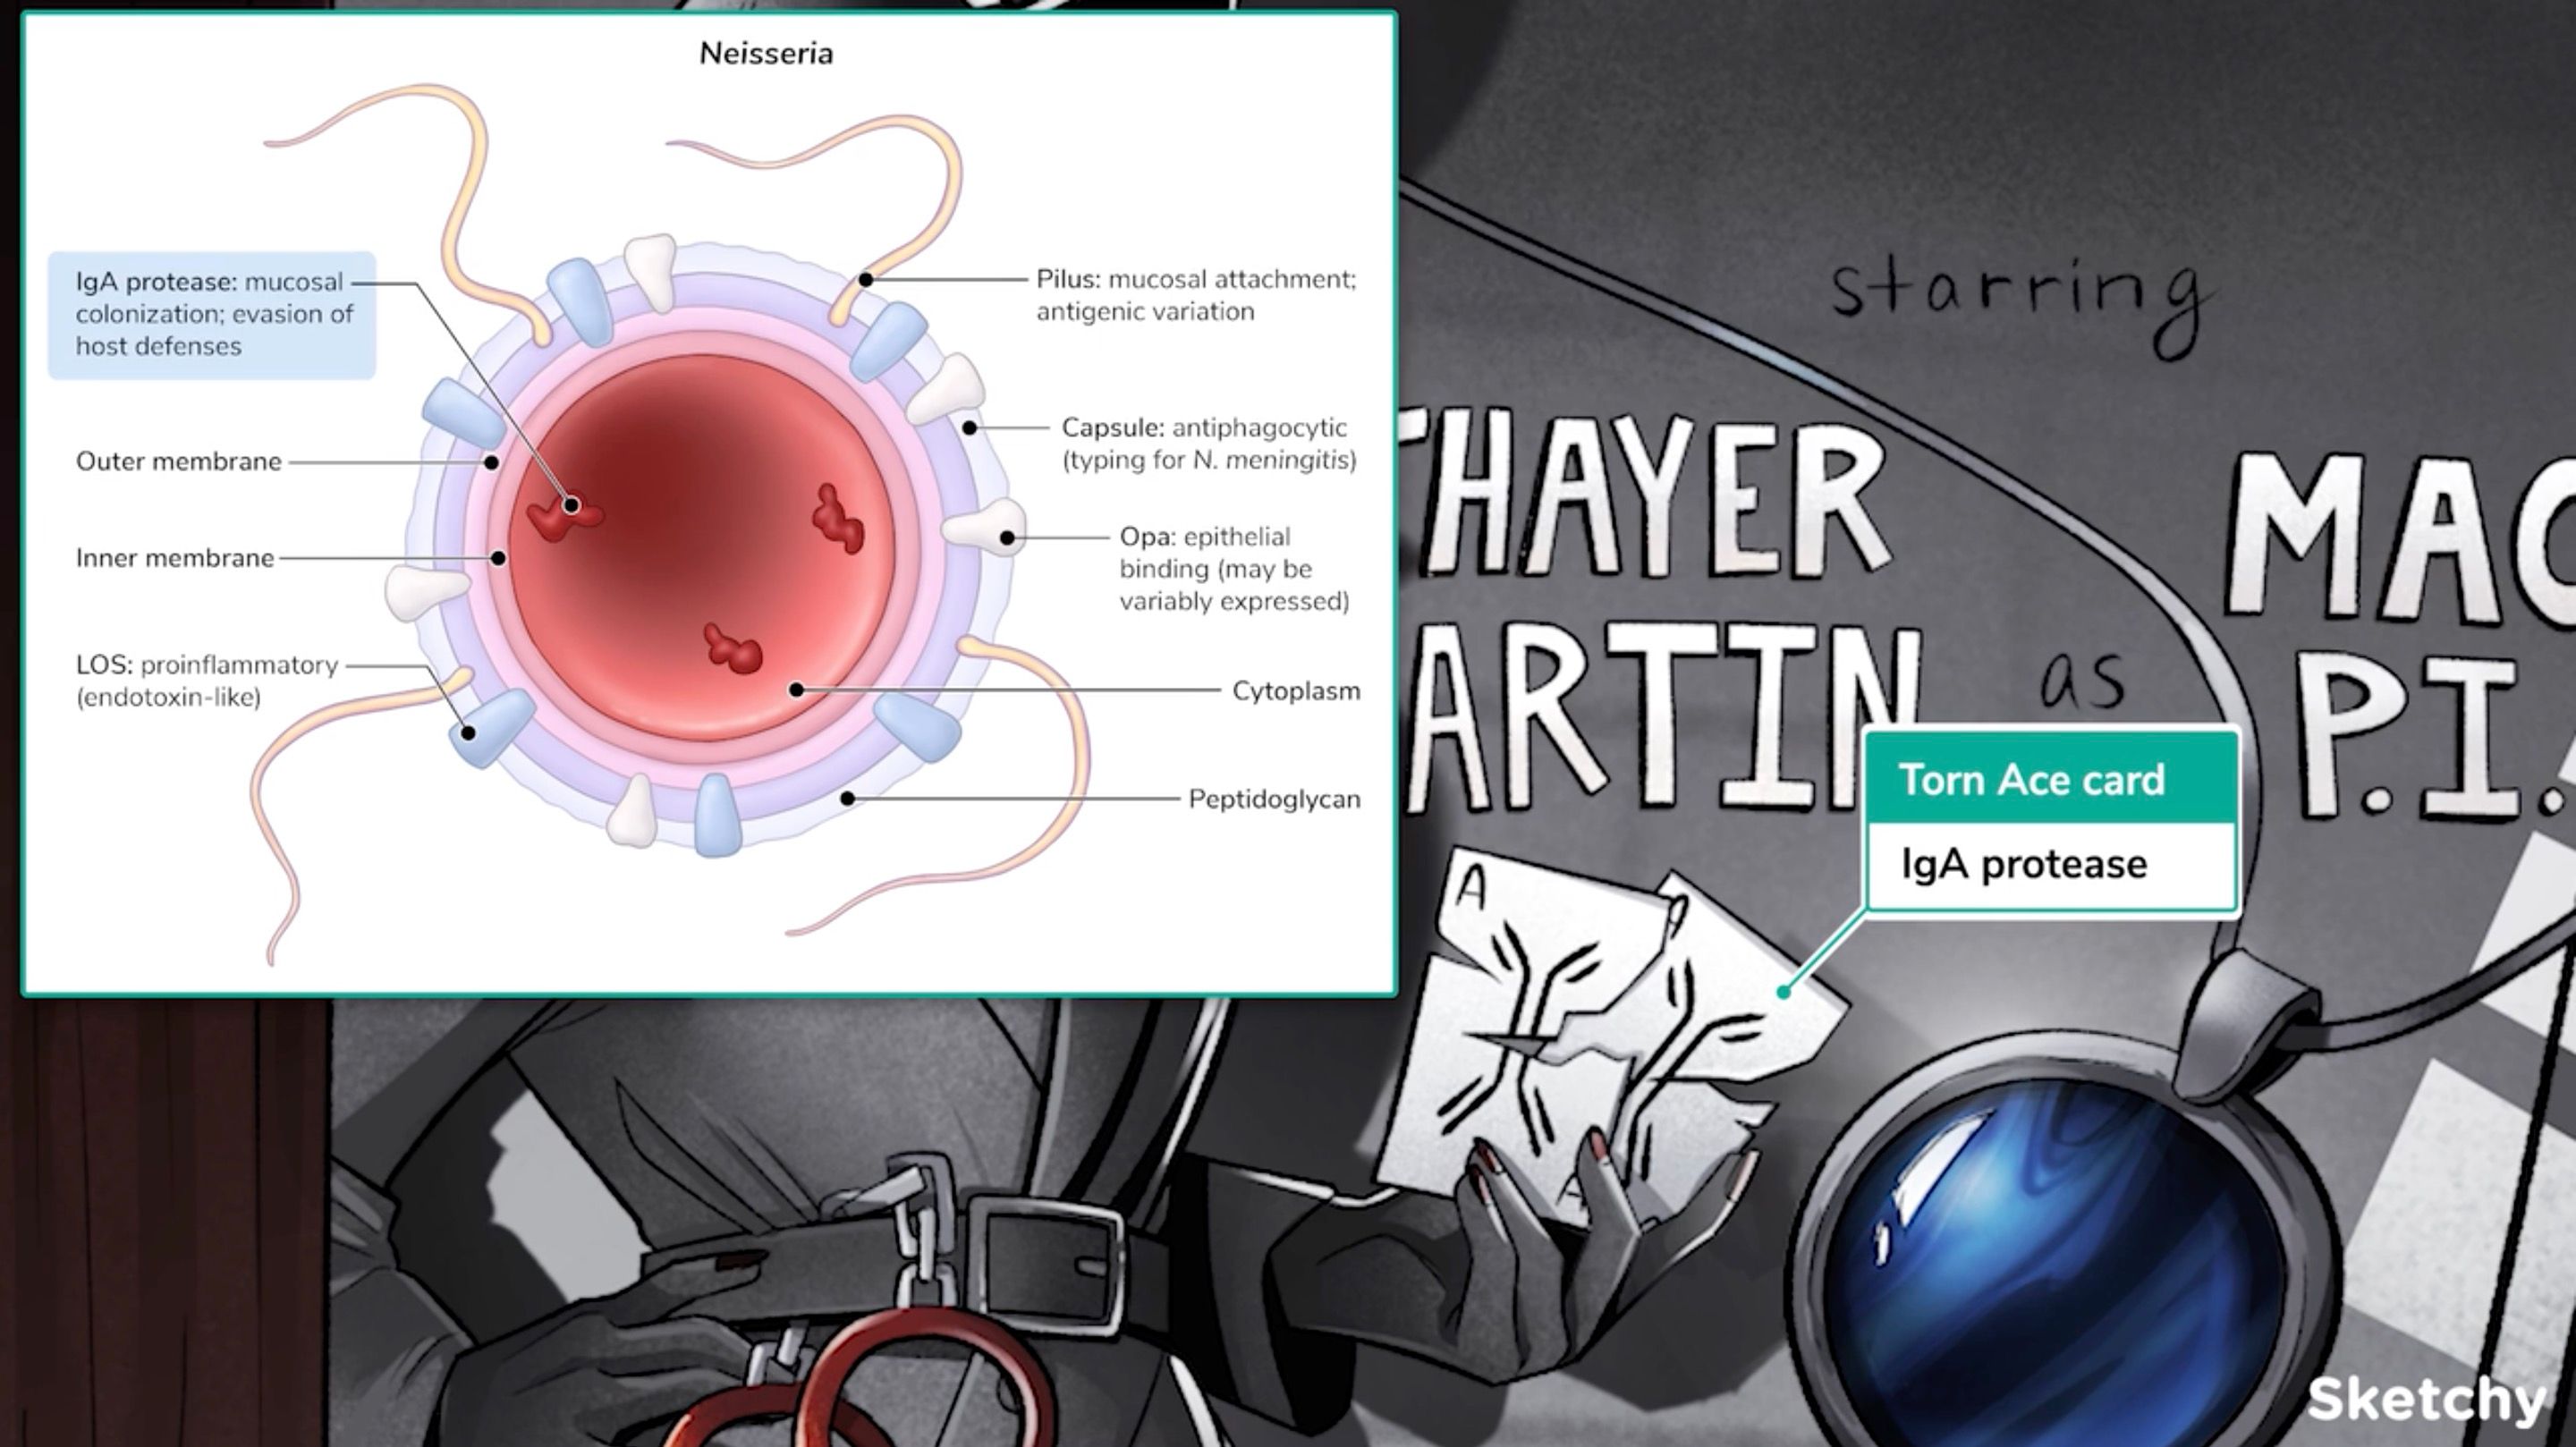 Neisseria
IgA protease: mucosal
colonization; evasion of
host defenses
Outer membrane
Inner membrane
LOS: proinflammatory
(endotoxin-like)
Pilus: mucosal attachment;
antigenic variation
Capsule: antiphagocytic
(typing for N. meningitis)
Opa: epithelial
binding (may be
variably expressed)
Cytoplasm
Peptidoglycan
starring
THAYER
ARTIN
as
MAC
P.I.
Torn Ace card
IgA protease
A
A
A
Sketchy